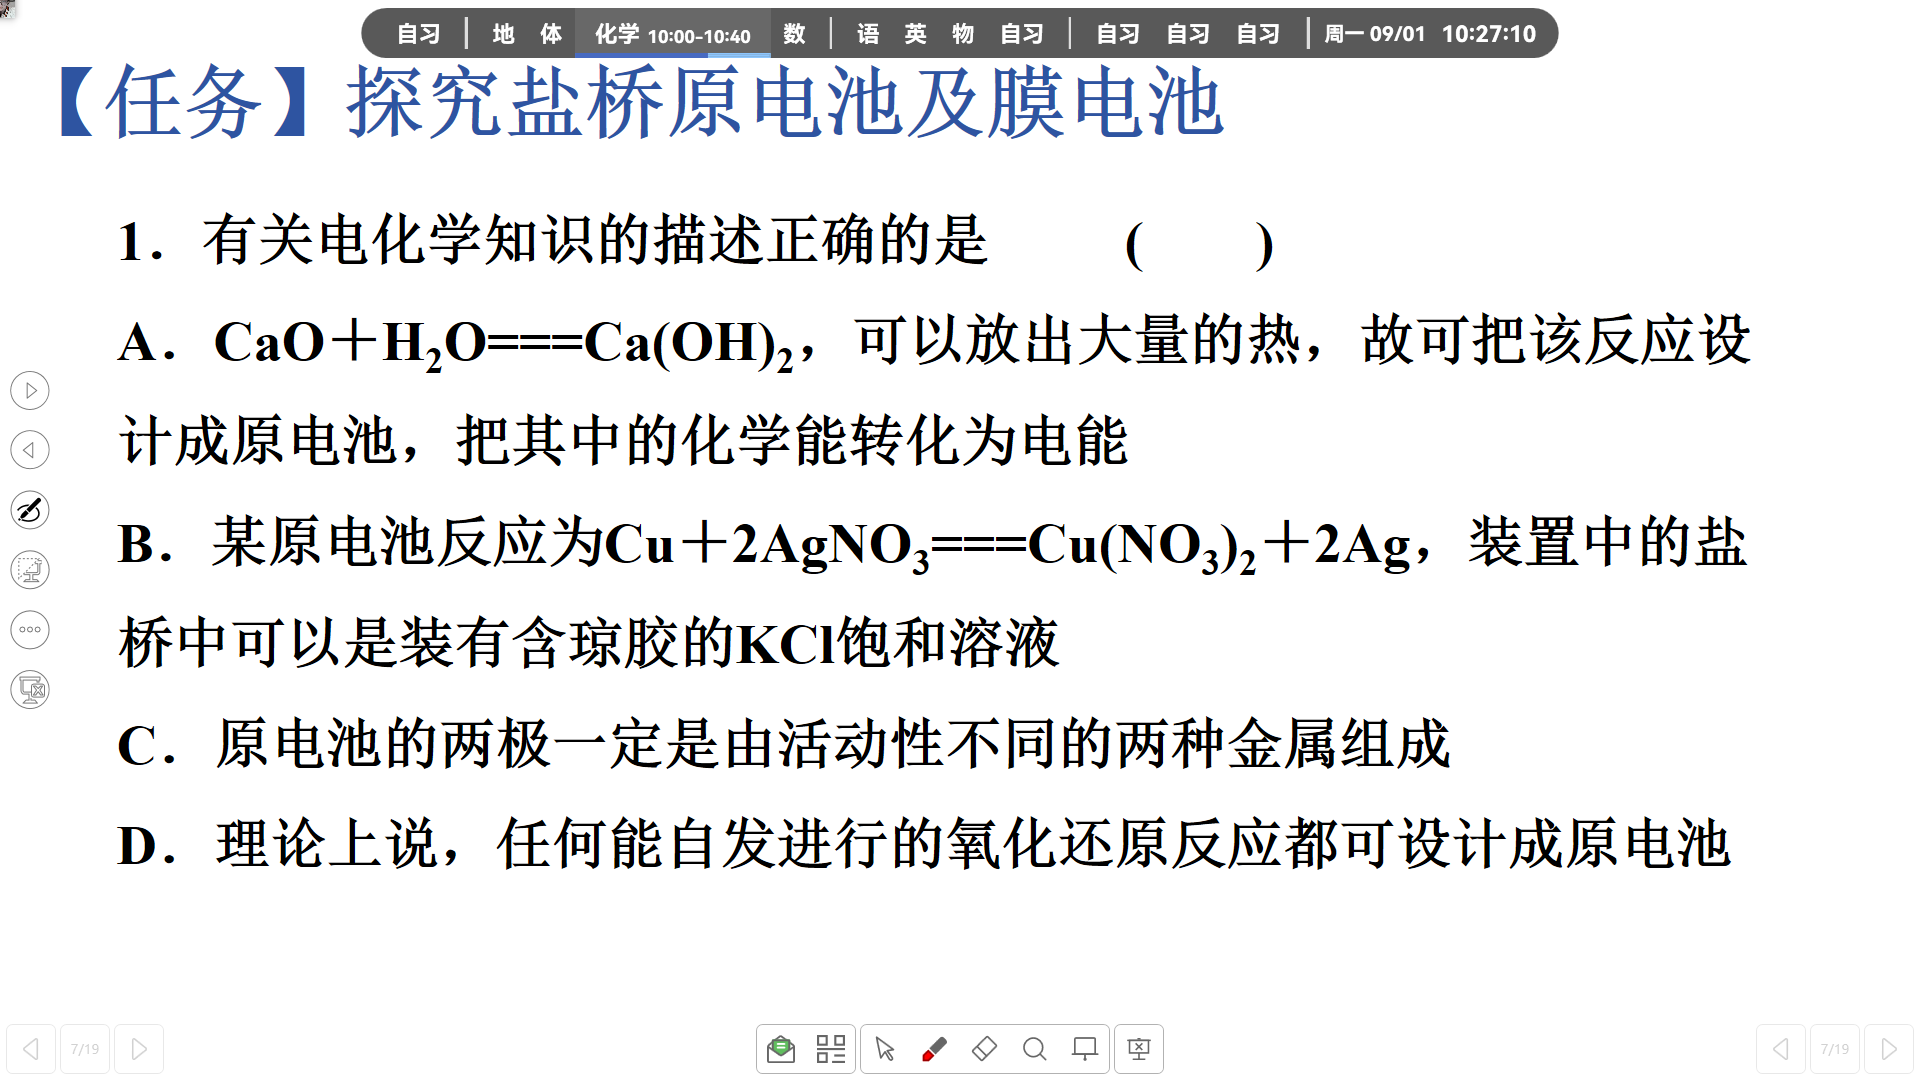 自习 | 地 体 化学 10:00-10:40 数 | 语 英 物 自习 | 自习 自习 自习 | 周一 09/01 10:27:10
【任务】探究盐桥原电池及膜电池
1．有关电化学知识的描述正确的是 ( )
A．CaO＋H₂O===Ca(OH)₂，可以放出大量的热，故可把该反应设
计成原电池，把其中的化学能转化为电能
B．某原电池反应为Cu＋2AgNO₃===Cu(NO₃)₂＋2Ag，装置中的盐
桥中可以是装有含琼胶的KCl饱和溶液
C．原电池的两极一定是由活动性不同的两种金属组成
D．理论上说，任何能自发进行的氧化还原反应都可设计成原电池
7/19
7/19